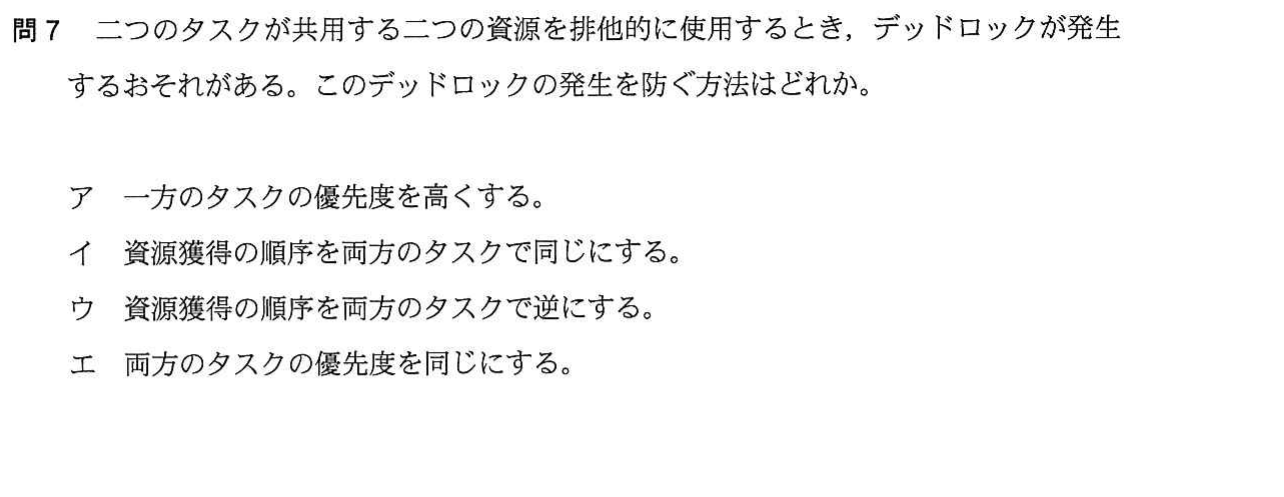 問7 二つのタスクが共用する二つの資源を排他的に使用するとき，デッドロックが発生
するおそれがある。このデッドロックの発生を防ぐ方法はどれか。
ア 一方のタスクの優先度を高くする。
イ 資源獲得の順序を両方のタスクで同じにする。
ウ 資源獲得の順序を両方のタスクで逆にする。
エ 両方のタスクの優先度を同じにする。